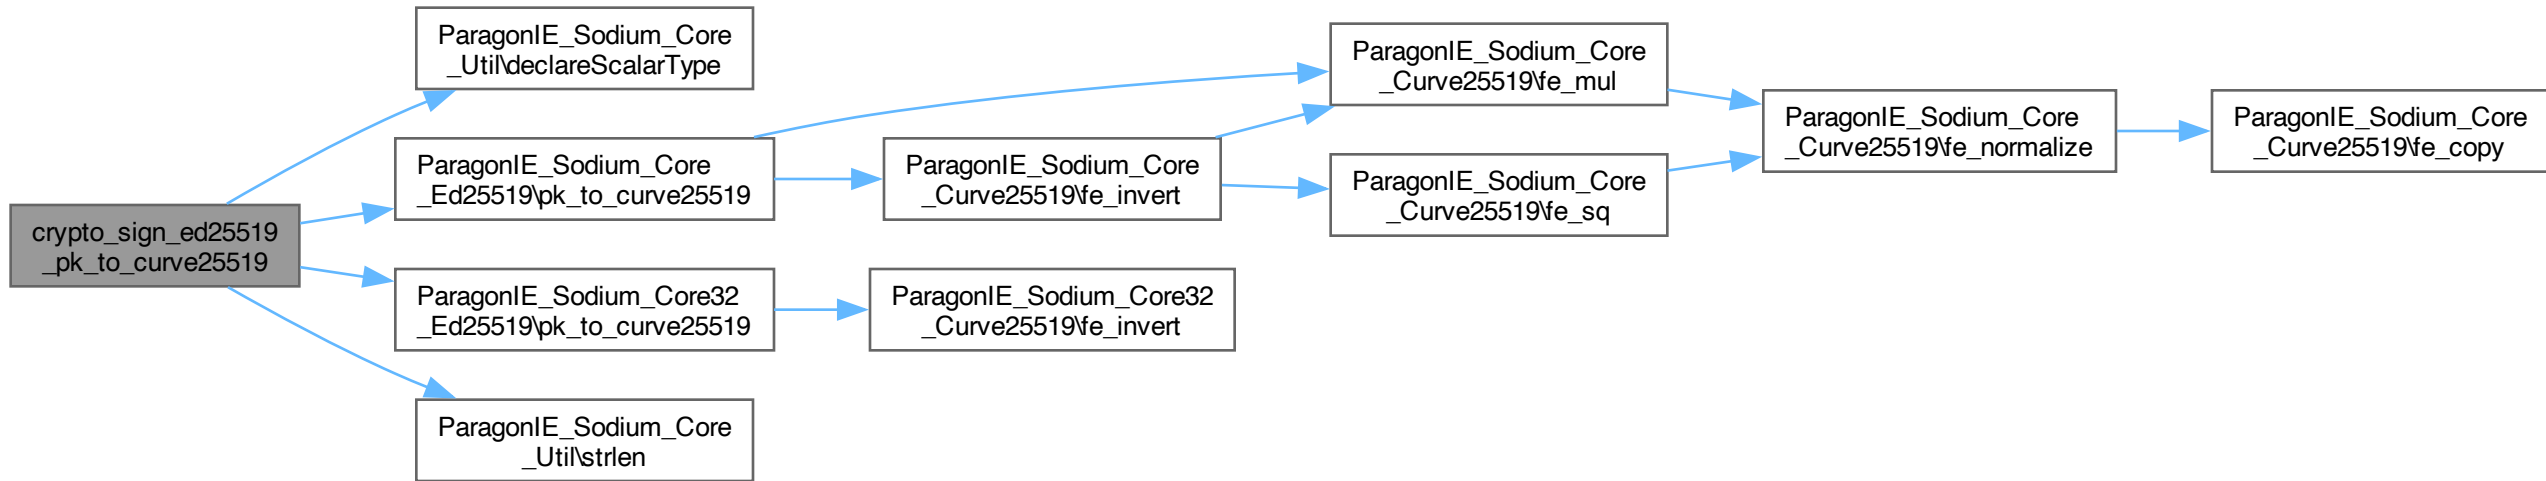 crypto_sign_ed25519
_pk_to_curve25519
ParagonIE_Sodium_Core
_Util\declareScalarType
ParagonIE_Sodium_Core
_Ed25519\pk_to_curve25519
ParagonIE_Sodium_Core32
_Ed25519\pk_to_curve25519
ParagonIE_Sodium_Core
_Util\strlen
ParagonIE_Sodium_Core
_Curve25519\fe_invert
ParagonIE_Sodium_Core32
_Curve25519\fe_invert
ParagonIE_Sodium_Core
_Curve25519\fe_mul
ParagonIE_Sodium_Core
_Curve25519\fe_sq
ParagonIE_Sodium_Core
_Curve25519\fe_normalize
ParagonIE_Sodium_Core
_Curve25519\fe_copy